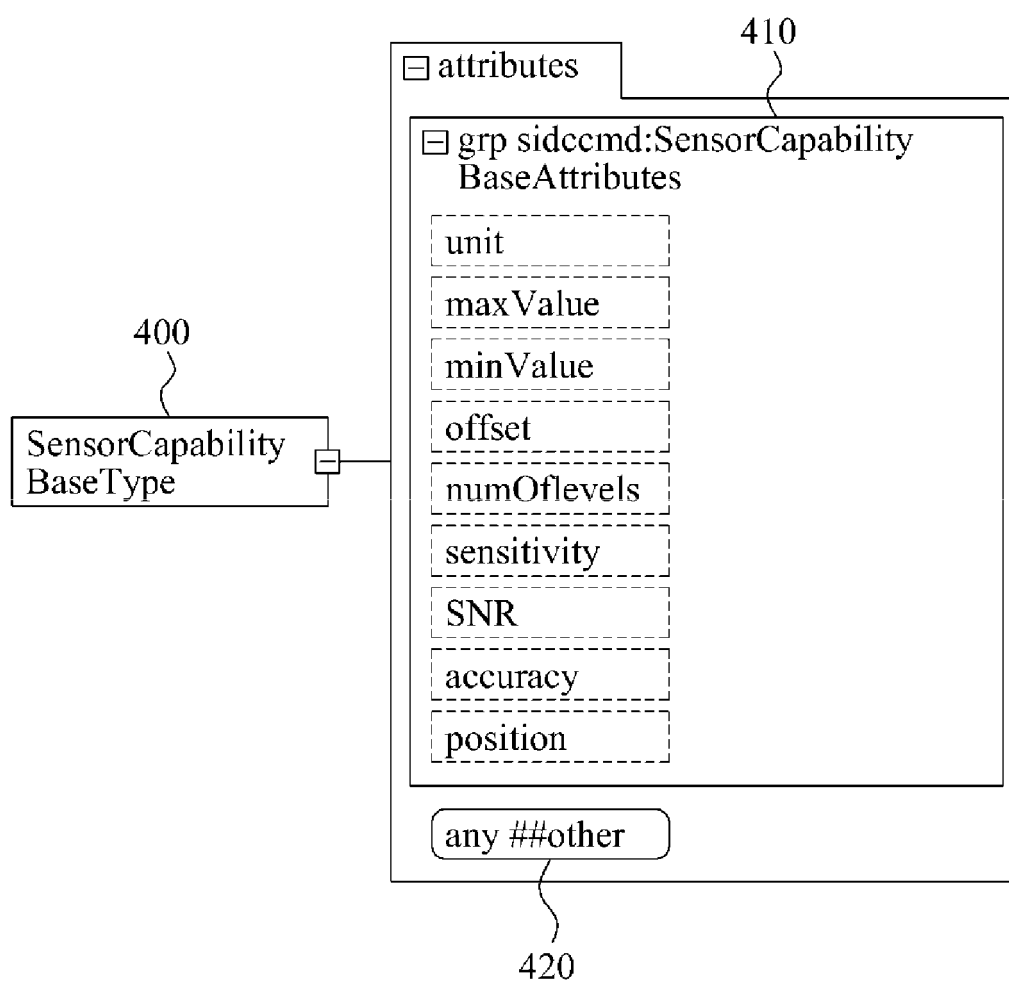 410
attributes
grp sidccmd:SensorCapability
BaseAttributes
unit
maxValue
minValue
400
offset
SensorCapability
BaseType
numOflevels
sensitivity
SNR
accuracy
position
any ##other
420